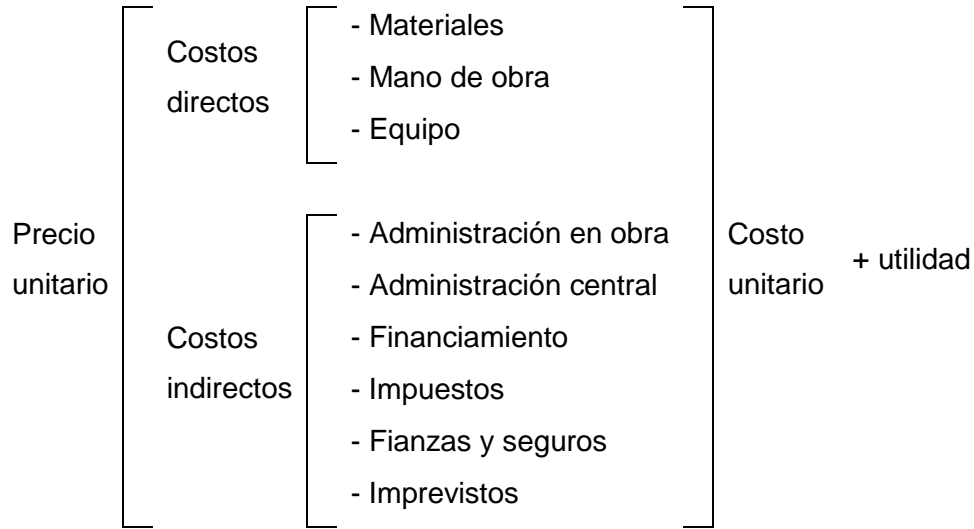 Precio
unitario
Costos
directos
- Materiales
- Mano de obra
- Equipo
Costos
indirectos
- Administración en obra
- Administración central
- Financiamiento
- Impuestos
- Fianzas y seguros
- Imprevistos
Costo
unitario
+ utilidad